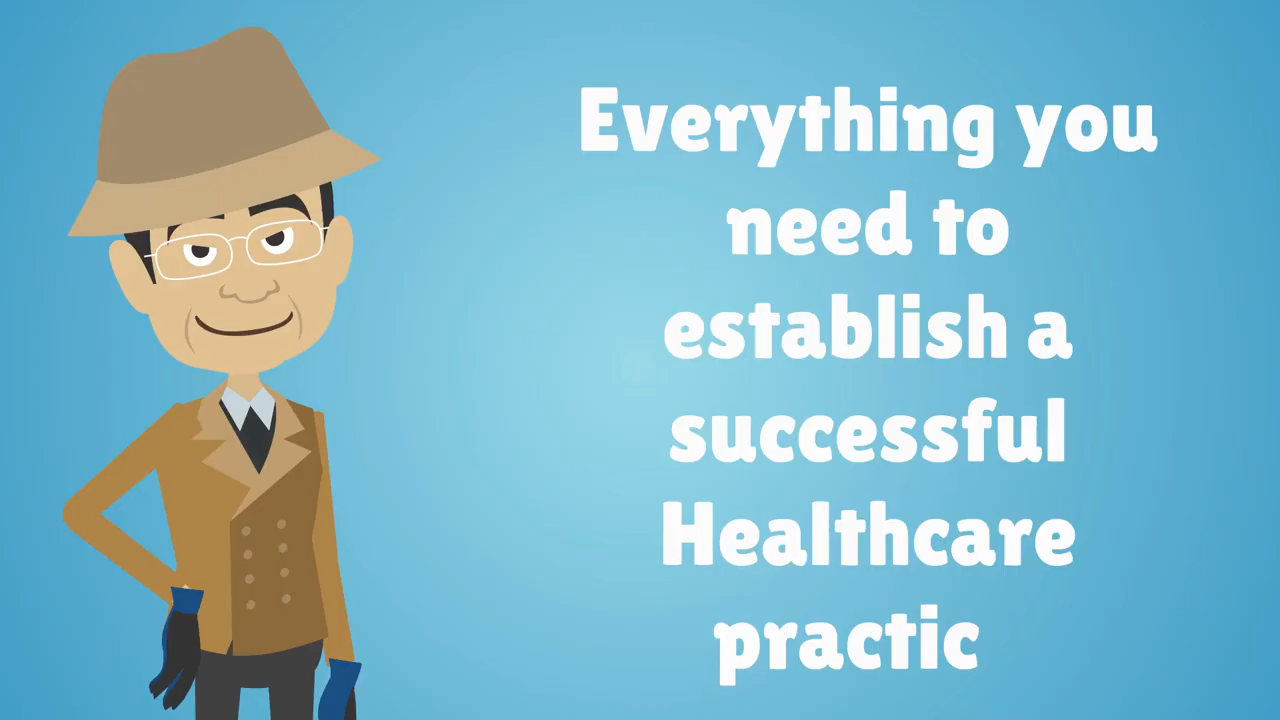 Everything you
need to
establish a
successful
Healthcare
practic